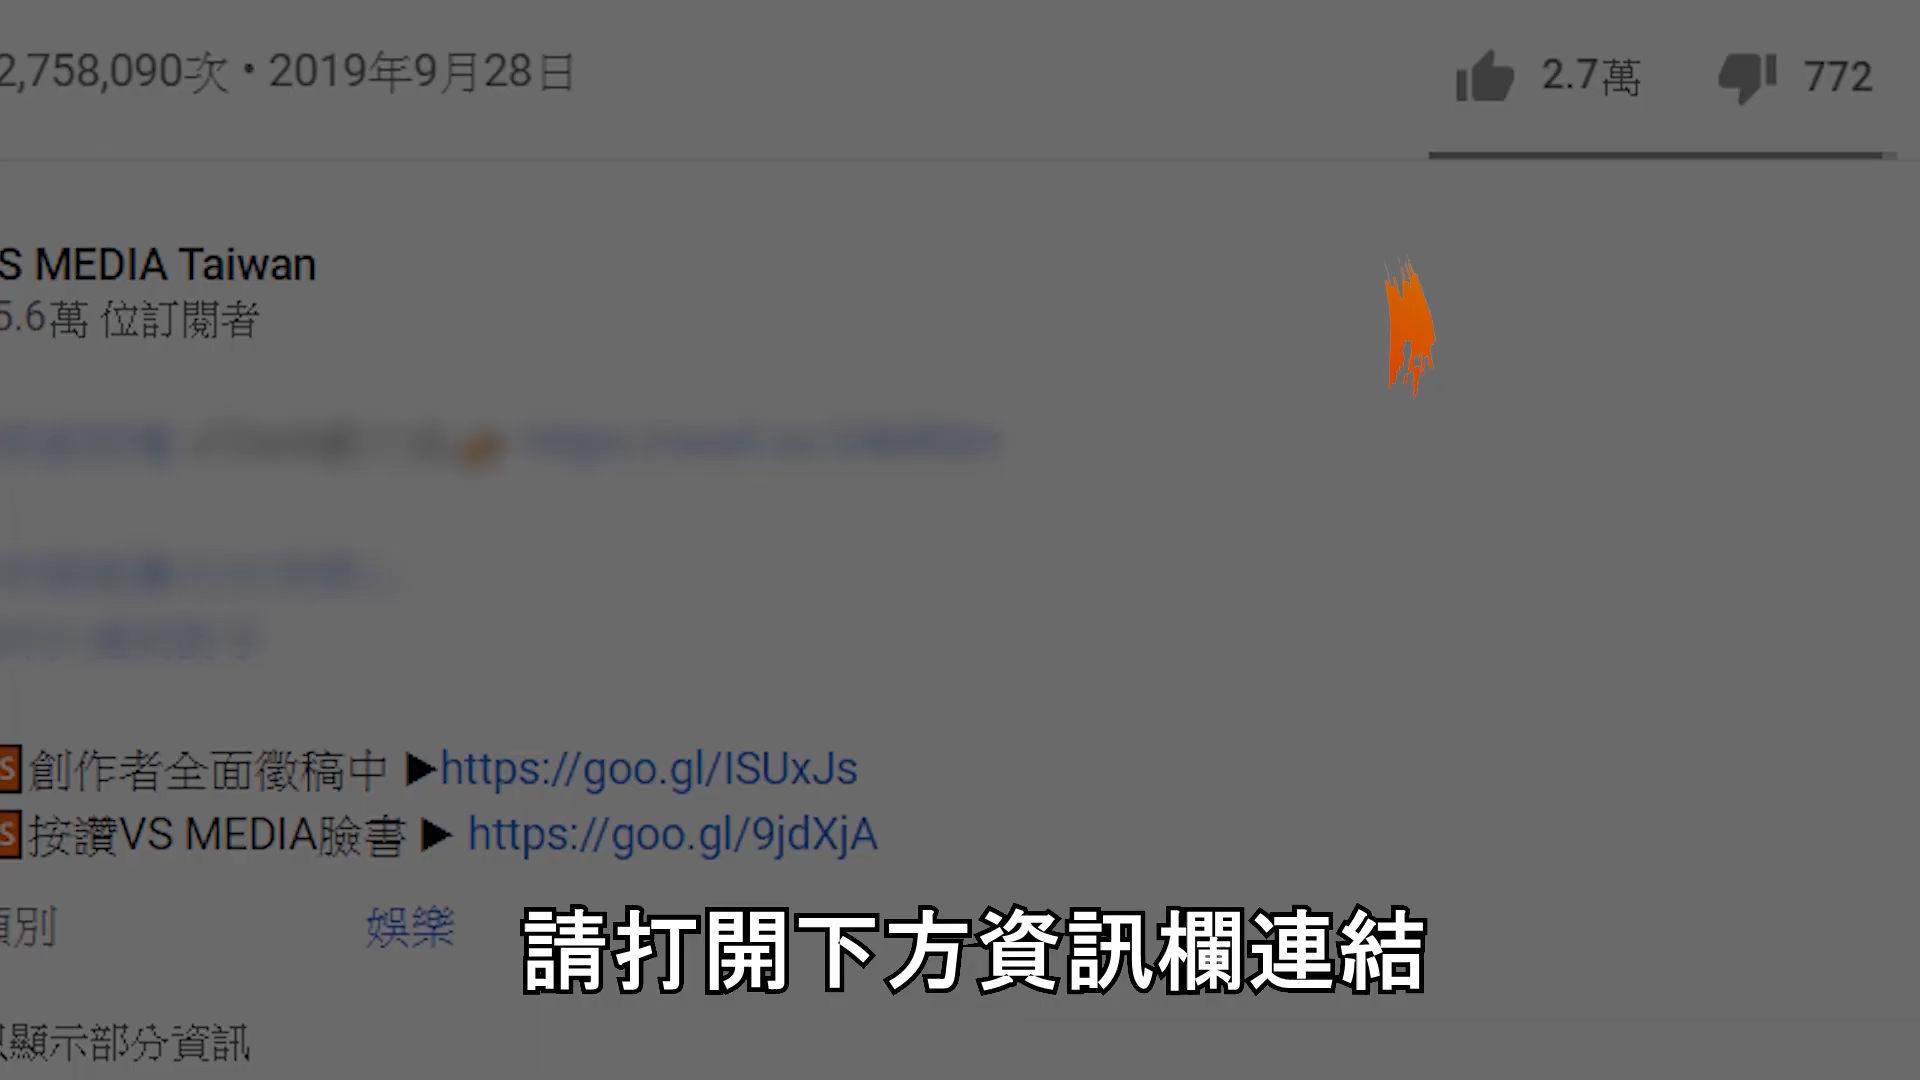 2,758,090次 • 2019年9月28日
2.7萬
772
S MEDIA Taiwan
5.6萬 位訂閱者
S創作者全面徵稿中 ▶https://goo.gl/ISUxJs
S按讚VS MEDIA臉書 ▶ https://goo.gl/9jdXjA
類別
娛樂
請打開下方資訊欄連結
只顯示部分資訊